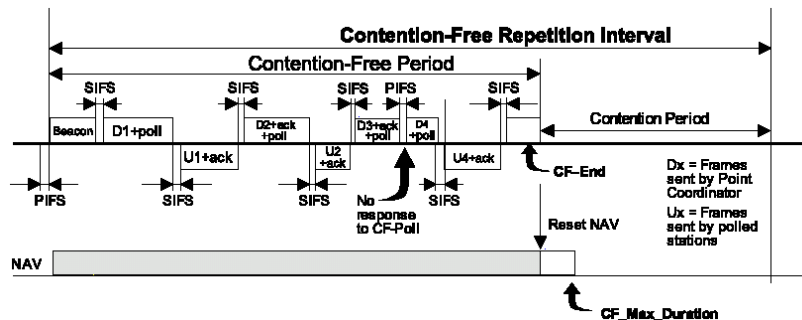 Contention-Free Repetition Interval
Contention-Free Period
SIFS
SIFS
SIFS
PIFS
SIFS
Contention Period
Beacon
D1+poll
D2+ack
+poll
D3+ack
+poll
D4
+poll
U1+ack
U2
+ack
U4+ack
CF–End
PIFS
SIFS
SIFS
SIFS
No
response
to CF-Poll
Dx = Frames
sent by Point
Coordinator
Ux = Frames
sent by polled
stations
Reset NAV
NAV
CF_Max_Duration